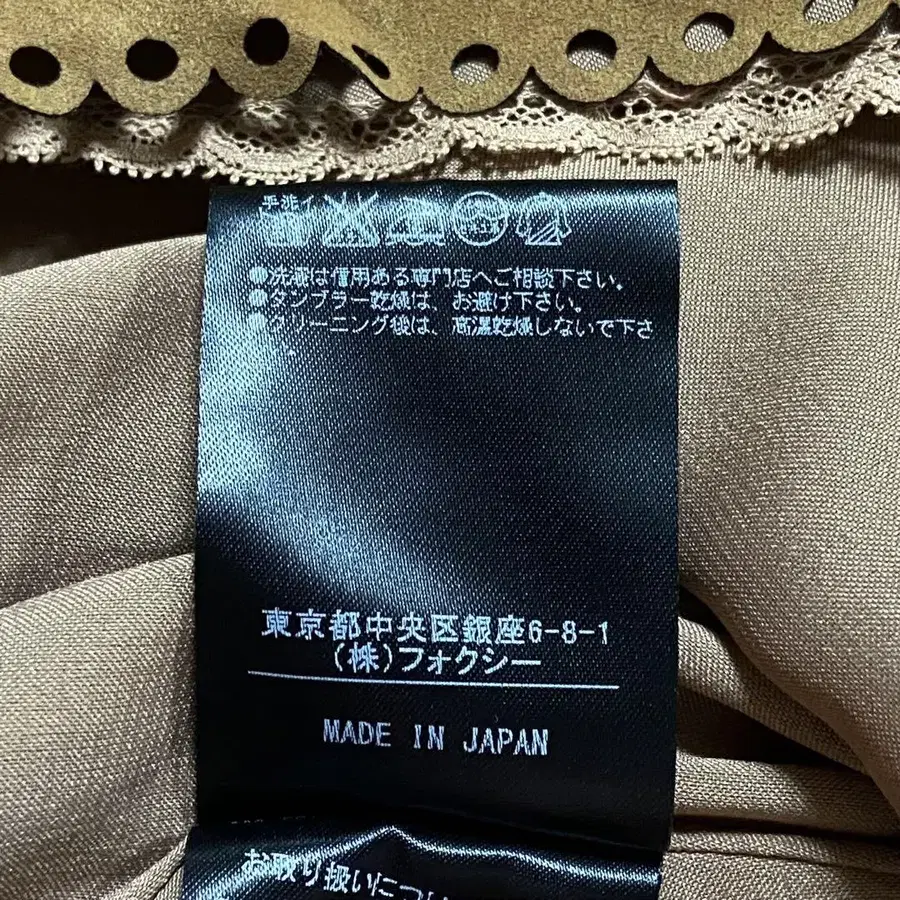 手洗イ
●洗濯は信用ある専門店へご相談下さい。
●タンブラー乾燥は、お避け下さい。
●クリーニング後は、高温乾燥しないで下さ
東京都中央区銀座6-8-1
(株)フォクシー
MADE IN JAPAN
お取り扱いにつ